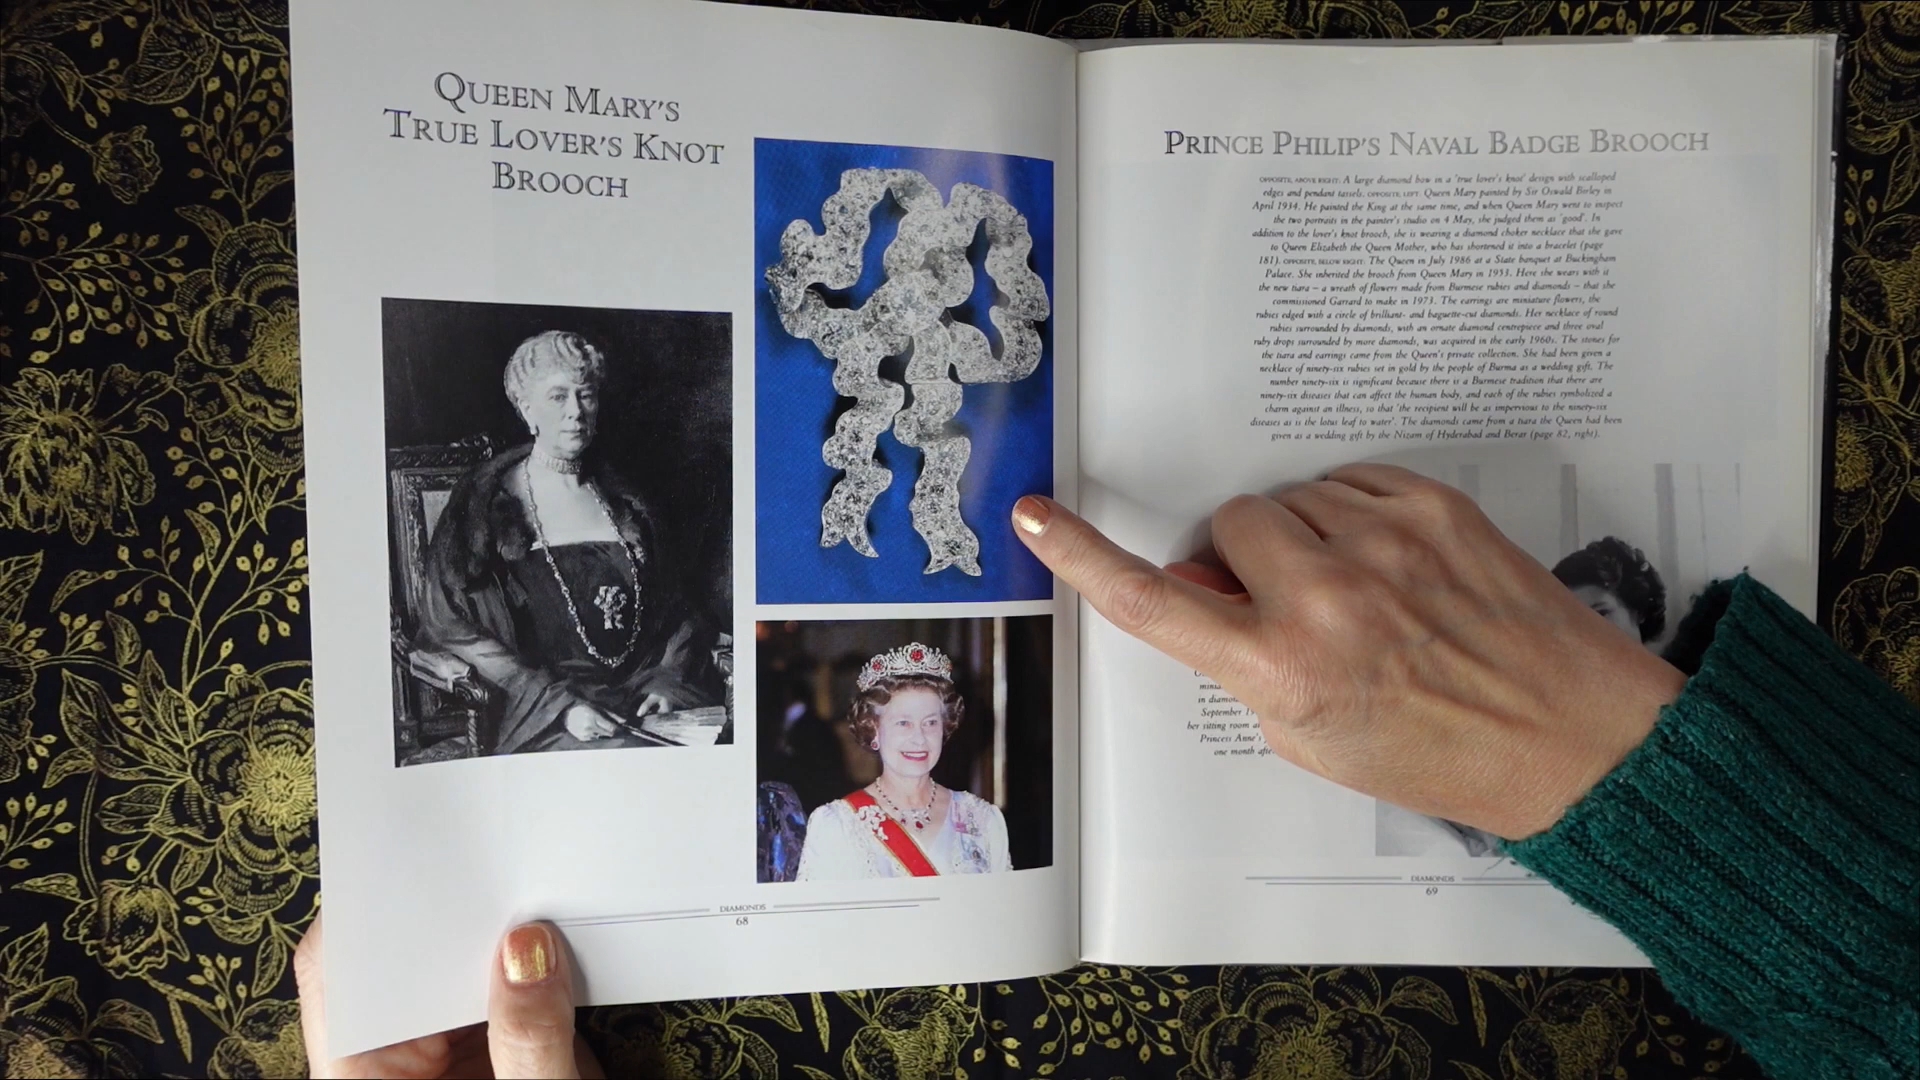 QUEEN MARY'S
TRUE LOVER'S KNOT
BROOCH
DIAMONDS
68
PRINCE PHILIP'S NAVAL BADGE BROOCH
OPPOSITE, ABOVE RIGHT: A large diamond bow in a 'true lover's knot' design with scalloped
edges and pendant tassels. OPPOSITE, LEFT: Queen Mary painted by Sir Oswald Birley in
April 1934. He painted the King at the same time, and when Queen Mary went to inspect
the two portraits in the painter's studio on 4 May, she judged them as 'good'. In
addition to the lover's knot brooch, she is wearing a diamond choker necklace that she gave
to Queen Elizabeth the Queen Mother, who has shortened it into a bracelet (page
181). OPPOSITE, BELOW RIGHT: The Queen in July 1986 at a State banquet at Buckingham
Palace. She inherited the brooch from Queen Mary in 1953. Here she wears with it
the new tiara – a wreath of flowers made from Burmese rubies and diamonds – that she
commissioned Garrard to make in 1973. The earrings are miniature flowers, the
rubies edged with a circle of brilliant- and baguette-cut diamonds. Her necklace of round
rubies surrounded by diamonds, with an ornate diamond centrepiece and three oval
ruby drops surrounded by more diamonds, was acquired in the early 1960s. The stones for
the tiara and earrings came from the Queen's private collection. She had been given a
necklace of ninety-six rubies set in gold by the people of Burma as a wedding gift. The
number ninety-six is significant because there is a Burmese tradition that there are
ninety-six diseases that can affect the human body, and each of the rubies symbolized a
charm against an illness, so that 'the recipient will be as impervious to the ninety-six
diseases as is the lotus leaf to water'. The diamonds came from a tiara the Queen had been
given as a wedding gift by the Nizam of Hyderabad and Berar (page 82, right).
in
September
her sitting room
Princess Anne's
one month
DIAMONDS
69